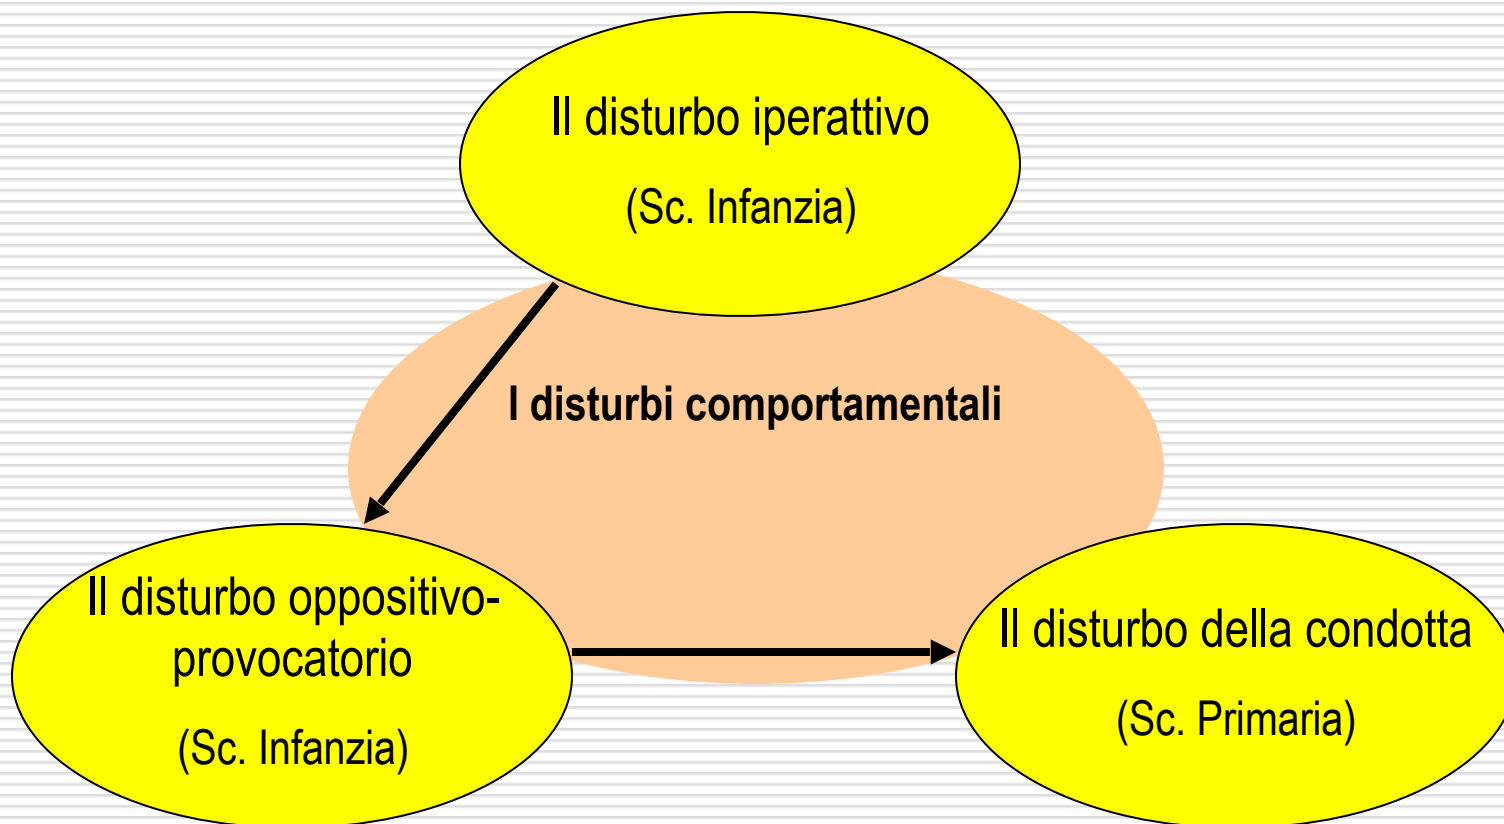 Il disturbo iperattivo
(Sc. Infanzia)
I disturbi comportamentali
Il disturbo oppositivo-
provocatorio
(Sc. Infanzia)
Il disturbo della condotta
(Sc. Primaria)